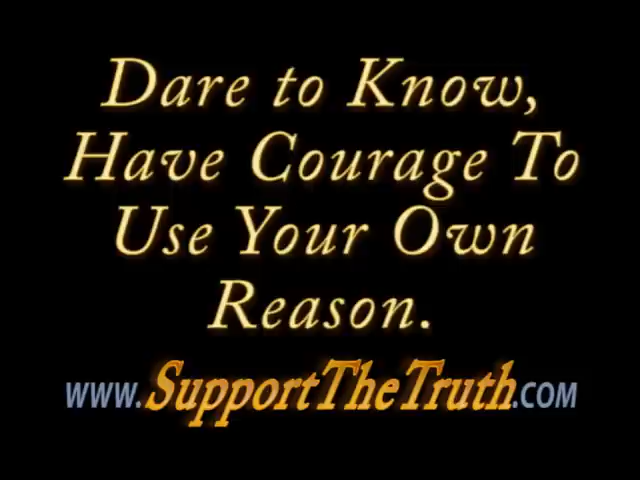 Dare to Know,
Have Courage To
Use Your Own
Reason.
www.SupportTheTruth.com